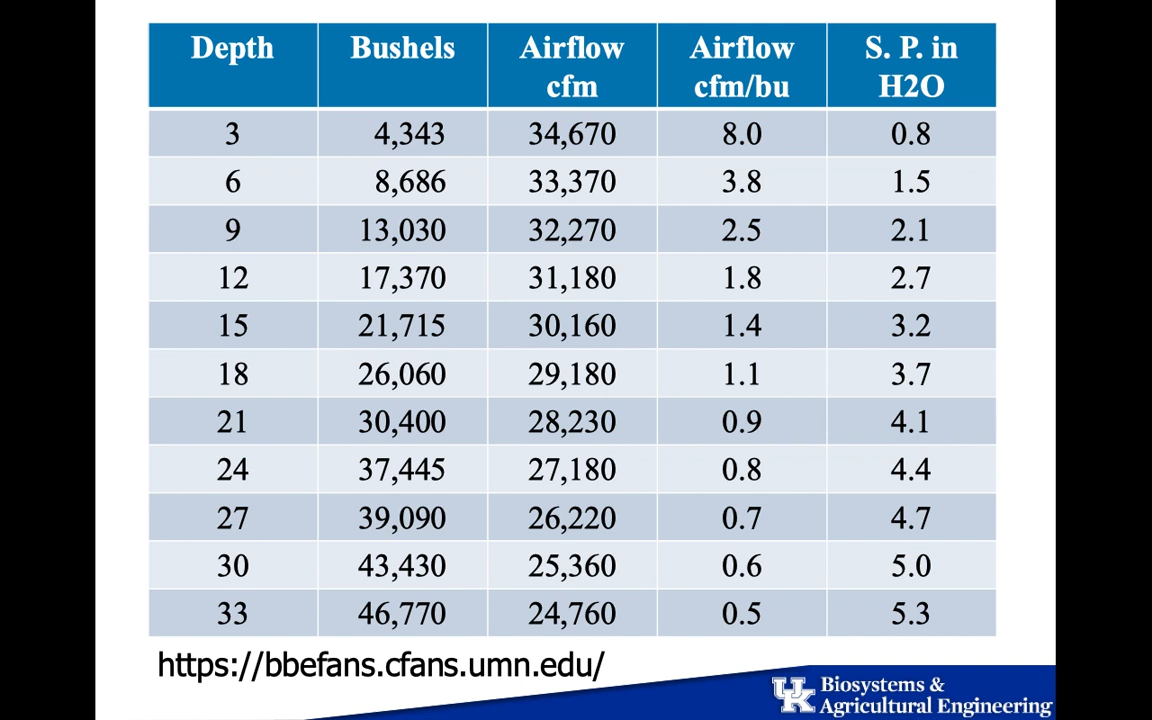 Depth Bushels Airflow cfm Airflow cfm/bu S. P. in H2O
3 4,343 34,670 8.0 0.8
6 8,686 33,370 3.8 1.5
9 13,030 32,270 2.5 2.1
12 17,370 31,180 1.8 2.7
15 21,715 30,160 1.4 3.2
18 26,060 29,180 1.1 3.7
21 30,400 28,230 0.9 4.1
24 37,445 27,180 0.8 4.4
27 39,090 26,220 0.7 4.7
30 43,430 25,360 0.6 5.0
33 46,770 24,760 0.5 5.3
https://bbefans.cfans.umn.edu/
UK Biosystems &
Agricultural Engineering